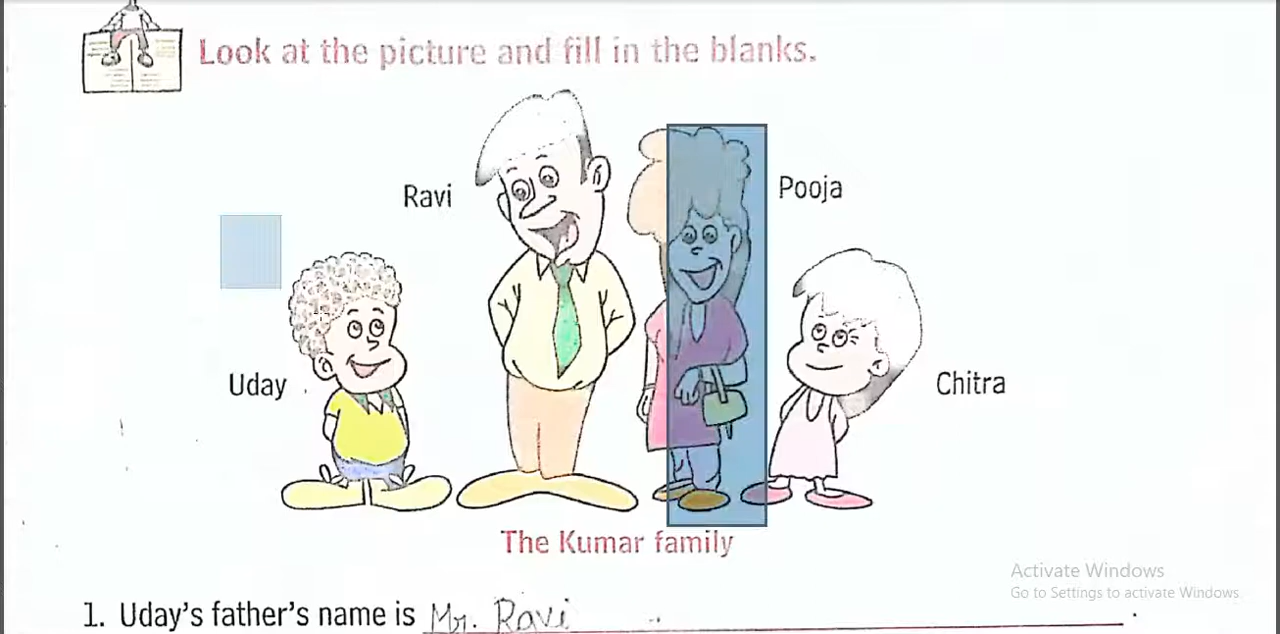 Look at the picture and fill in the blanks.
Ravi
Pooja
Uday
Chitra
The Kumar family
Activate Windows
Go to Settings to activate Windows.
1. Uday's father's name is Mr. Ravi .